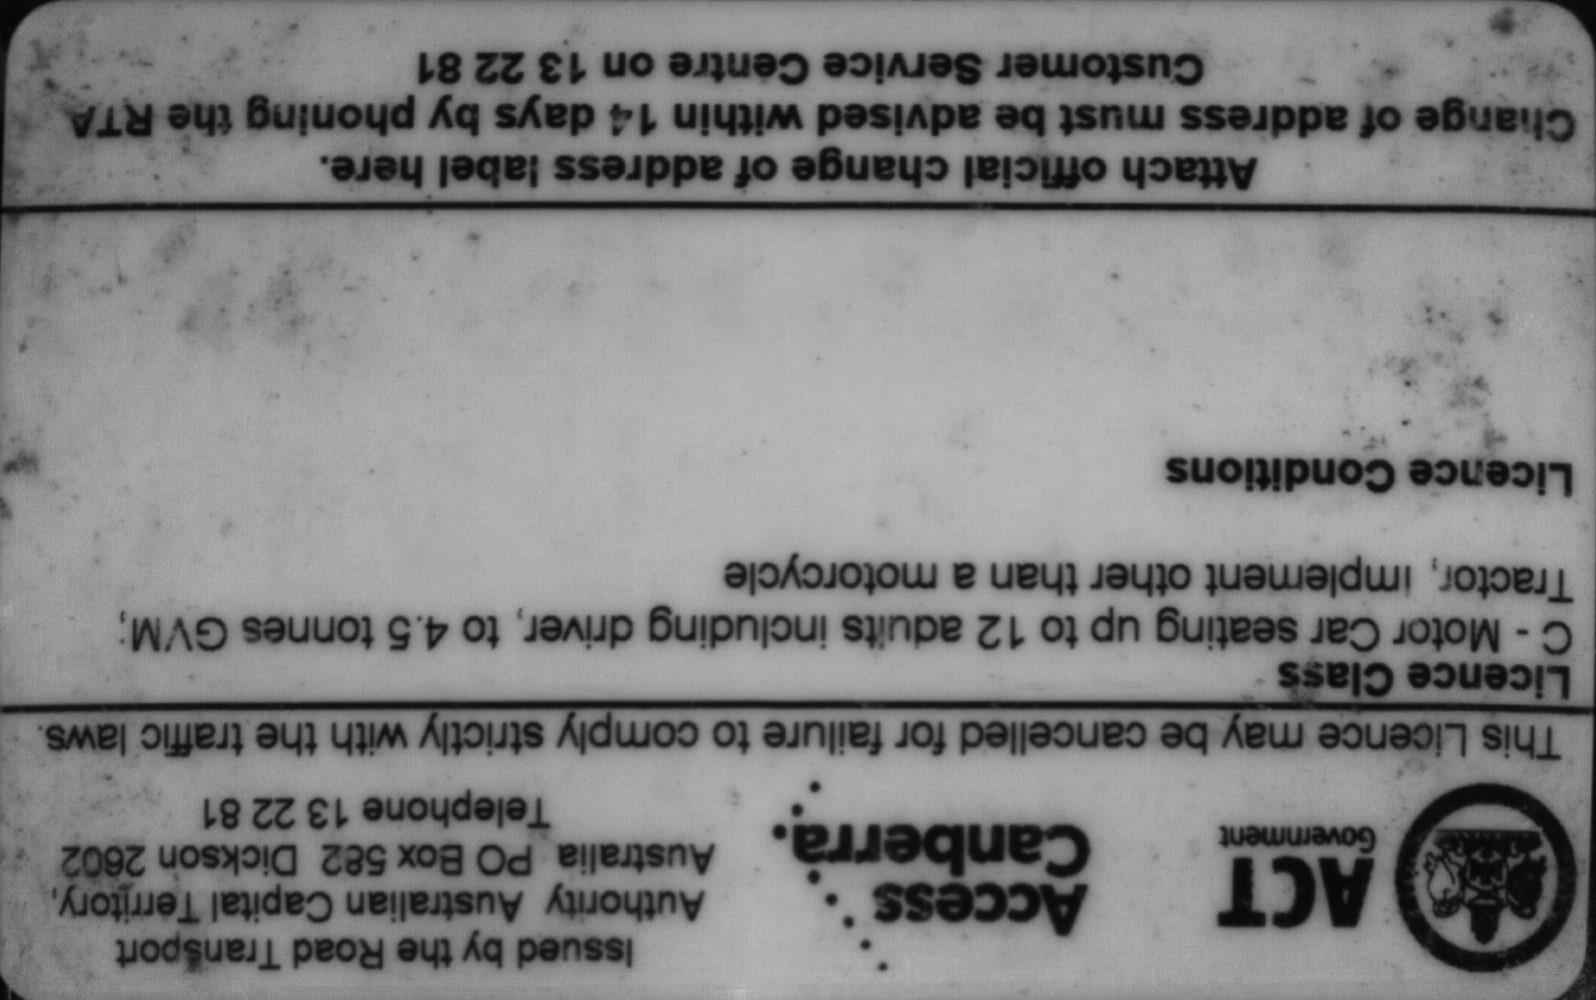 ACT
Government
Access
Canberra.
Issued by the Road Transport
Authority Australian Capital Territory,
Australia PO Box 582 Dickson 2602
Telephone 13 22 81
This Licence may be cancelled for failure to comply strictly with the traffic laws.
Licence Class
C - Motor Car seating up to 12 adults including driver, to 4.5 tonnes GVM;
Tractor, implement other than a motorcycle
Licence Conditions
Attach official change of address label here.
Change of address must be advised within 14 days by phoning the RTA
Customer Service Centre on 13 22 81